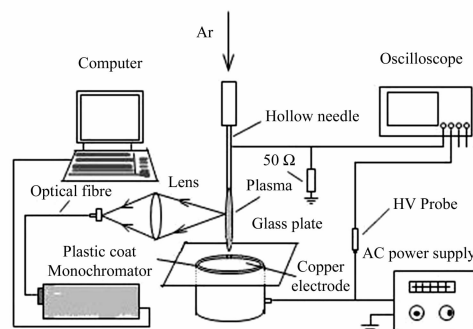 Ar
Computer
Oscilloscope
Hollow needle
50 Ω
Lens
Plasma
Optical fibre
Glass plate
HV Probe
Plastic coat
Monochromator
Copper
electrode
AC power supply